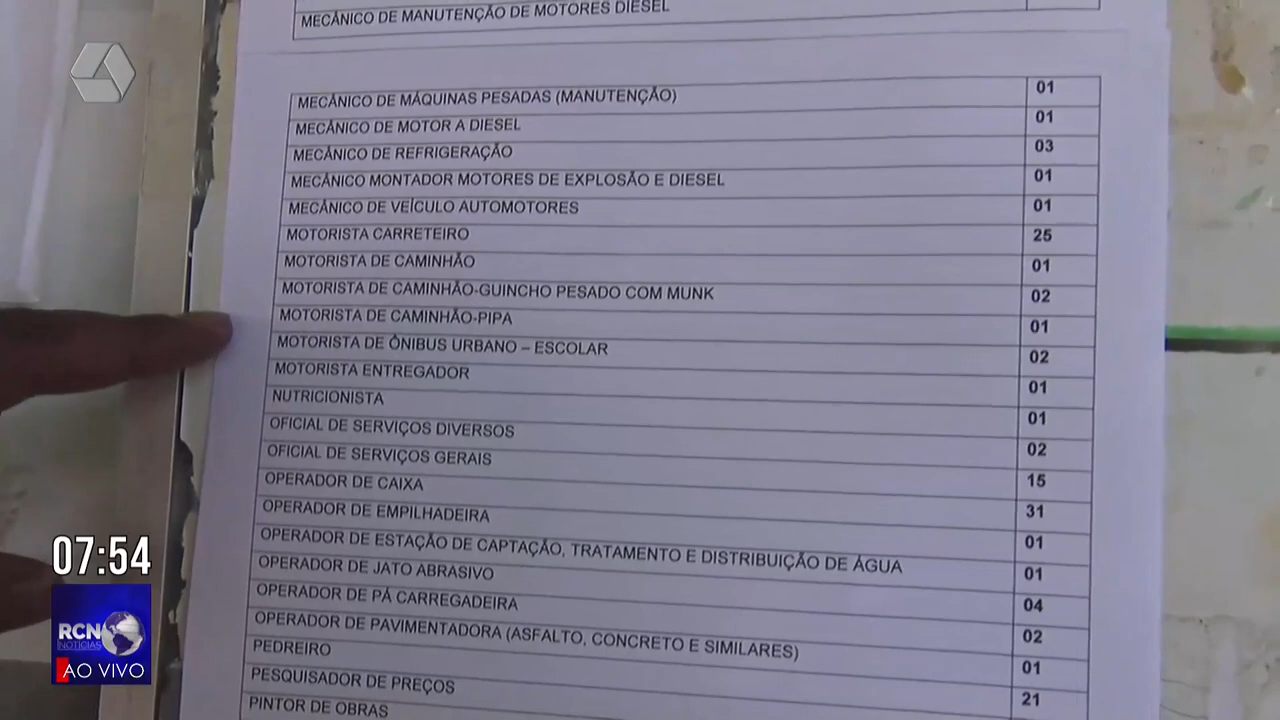 MECÂNICO DE MANUTENÇÃO DE MOTORES DIESEL
MECÂNICO DE MÁQUINAS PESADAS (MANUTENÇÃO) 01
MECÂNICO DE MOTOR A DIESEL 01
MECÂNICO DE REFRIGERAÇÃO 03
MECÂNICO MONTADOR MOTORES DE EXPLOSÃO E DIESEL 01
MECÂNICO DE VEÍCULO AUTOMOTORES 01
MOTORISTA CARRETEIRO 25
MOTORISTA DE CAMINHÃO 01
MOTORISTA DE CAMINHÃO-GUINCHO PESADO COM MUNK 02
MOTORISTA DE CAMINHÃO-PIPA 01
MOTORISTA DE ÔNIBUS URBANO – ESCOLAR 02
MOTORISTA ENTREGADOR 01
NUTRICIONISTA 01
OFICIAL DE SERVIÇOS DIVERSOS 02
OFICIAL DE SERVIÇOS GERAIS 15
OPERADOR DE CAIXA 31
OPERADOR DE EMPILHADEIRA 01
OPERADOR DE ESTAÇÃO DE CAPTAÇÃO, TRATAMENTO E DISTRIBUIÇÃO DE ÁGUA 01
OPERADOR DE JATO ABRASIVO 04
OPERADOR DE PÁ CARREGADEIRA 02
OPERADOR DE PAVIMENTADORA (ASFALTO, CONCRETO E SIMILARES) 01
PEDREIRO 21
PESQUISADOR DE PREÇOS
PINTOR DE OBRAS
07:54
RCN
NOTÍCIAS
AO VIVO